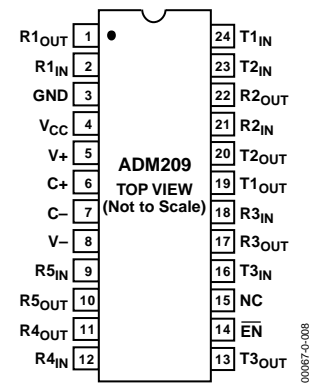 R1OUT 1 24 T1IN
R1IN 2 23 T2IN
GND 3 22 R2OUT
VCC 4 21 R2IN
V+ 5 20 T2OUT
C+ 6 19 T1OUT
C– 7 18 R3IN
V– 8 17 R3OUT
R5IN 9 16 T3IN
R5OUT 10 15 NC
R4OUT 11 14 EN
R4IN 12 13 T3OUT
ADM209
TOP VIEW
(Not to Scale)
00067-0-008